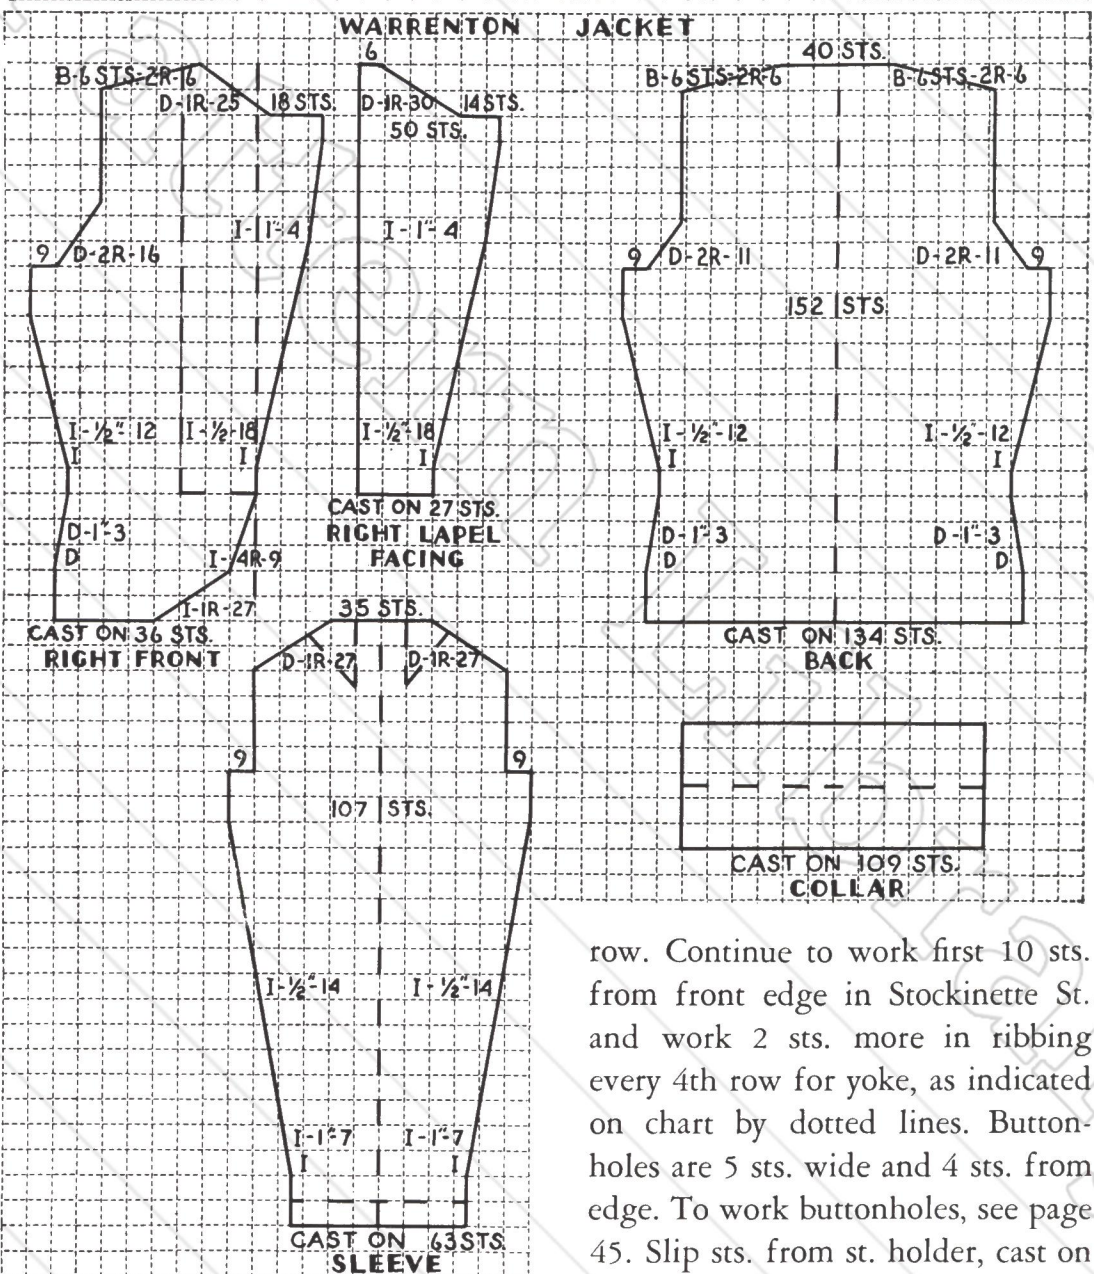 WARRENTON JACKET
B-6 STS-2R-6
D-1R-25
18 STS.
9
D-2R-16
I-1"-4
I-½"-12
I
I-½-18
I
D-1"-3
D
I-4R-9
I-1R-27
CAST ON 36 STS.
RIGHT FRONT
6
D-1R-30
14 STS.
50 STS.
I-1"-4
I-½"-18
I
CAST ON 27 STS.
RIGHT LAPEL
FACING
40 STS.
B-6 STS-2R-6
B-6 STS-2R-6
9
D-2R-11
D-2R-11
9
152 STS.
I-½"-12
I
I-½"-12
I
D-1"-3
D
D-1"-3
D
CAST ON 134 STS.
BACK
35 STS.
D-1R-27
D-1R-27
9
9
107 STS.
I-½"-14
I-½"-14
I-1"-7
I
I-1"-7
I
CAST ON 63 STS
SLEEVE
CAST ON 109 STS.
COLLAR
row. Continue to work first 10 sts.
from front edge in Stockinette St.
and work 2 sts. more in ribbing
every 4th row for yoke, as indicated
on chart by dotted lines. Button-
holes are 5 sts. wide and 4 sts. from
edge. To work buttonholes, see page
45. Slip sts. from st. holder, cast on
Pattern Library